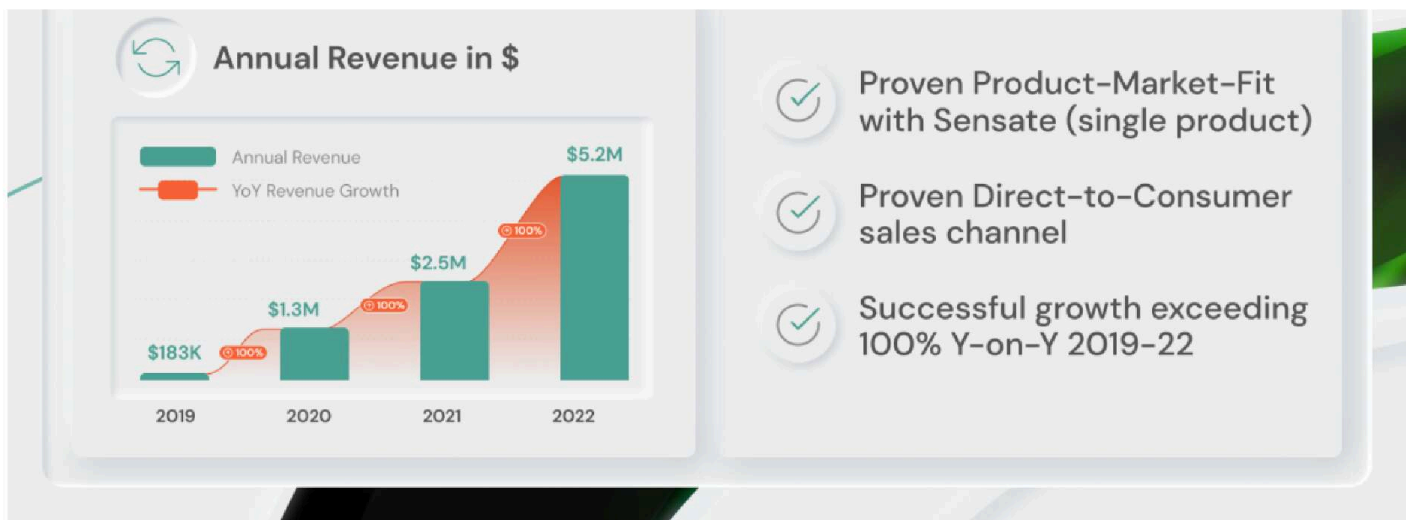 Annual Revenue in $
Annual Revenue
YoY Revenue Growth
$5.2M
100%
$2.5M
100%
$1.3M
100%
$183K
2019
2020
2021
2022
Proven Product-Market-Fit
with Sensate (single product)
Proven Direct-to-Consumer
sales channel
Successful growth exceeding
100% Y-on-Y 2019-22